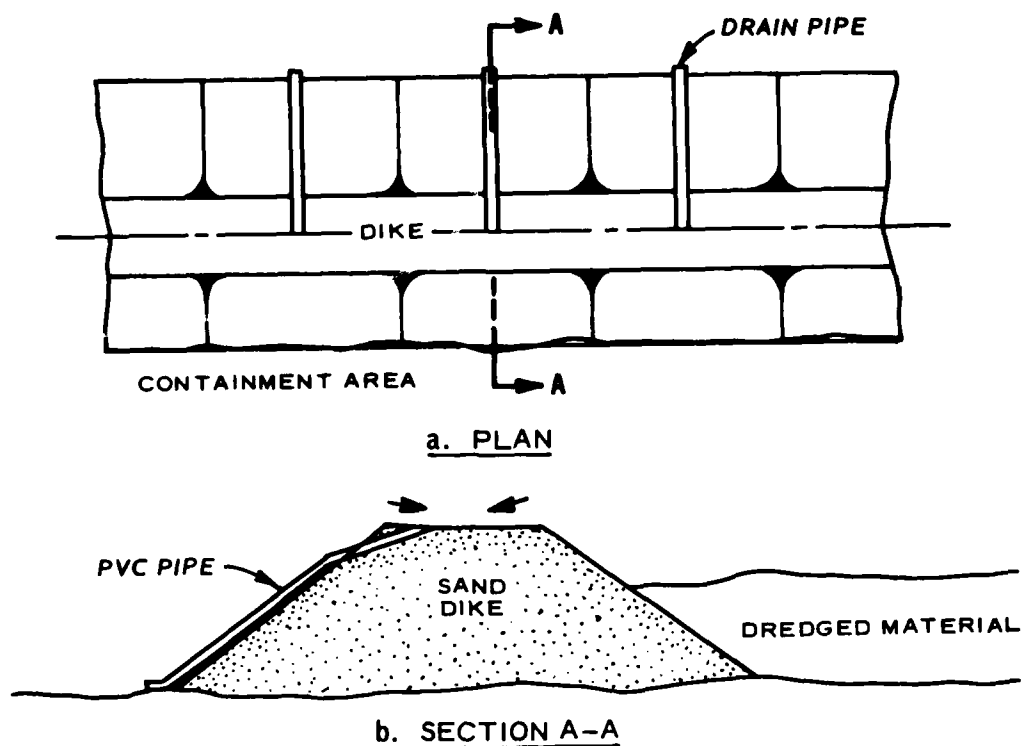 A
DRAIN PIPE
DIKE
CONTAINMENT AREA
A
a. PLAN
PVC PIPE
SAND
DIKE
DREDGED MATERIAL
b. SECTION A-A